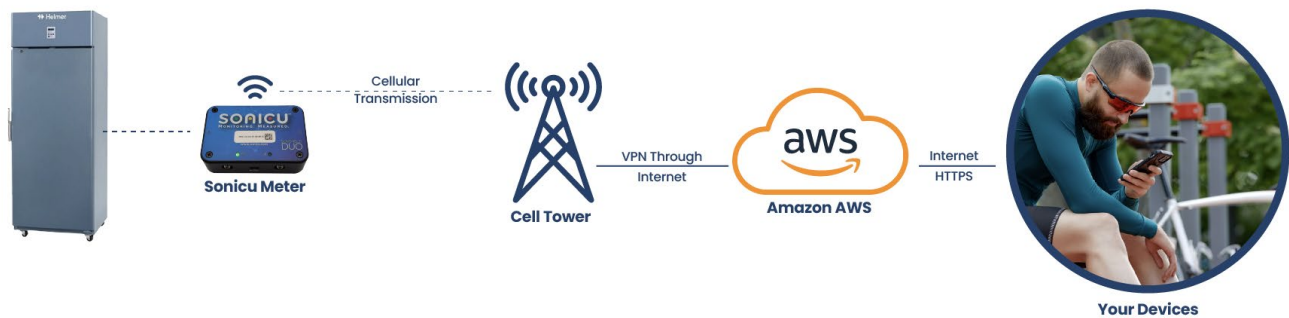 Helmer
SONICU
MONITORING. MEASURED.
DUO
Sonicu Meter
Cellular
Transmission
Cell Tower
VPN Through
Internet
aws
Amazon AWS
Internet
HTTPS
Your Devices